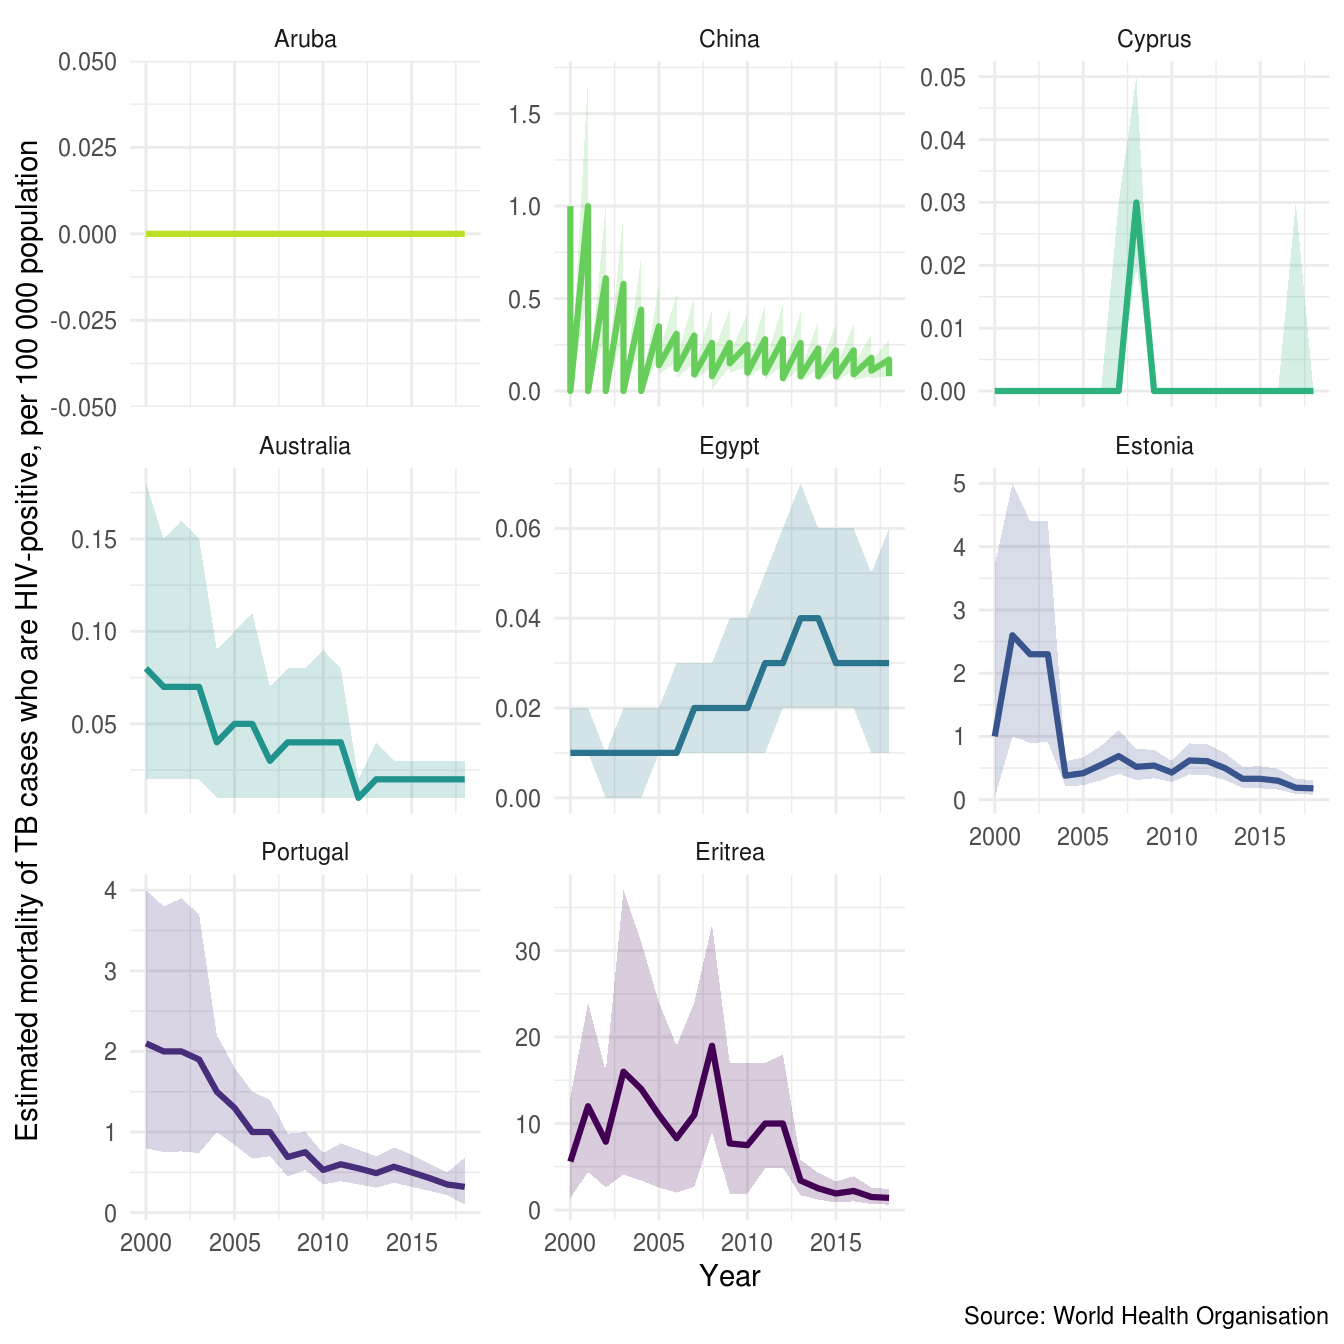 Estimated mortality of TB cases who are HIV-positive, per 100 000 population
Aruba
0.050
0.025
0.000
-0.025
-0.050
China
1.5
1.0
0.5
0.0
Cyprus
0.05
0.04
0.03
0.02
0.01
0.00
Australia
0.15
0.10
0.05
Egypt
0.06
0.04
0.02
0.00
Estonia
5
4
3
2
1
0
2000 2005 2010 2015
Portugal
4
3
2
1
0
2000 2005 2010 2015
Eritrea
30
20
10
0
2000 2005 2010 2015
Year
Source: World Health Organisation